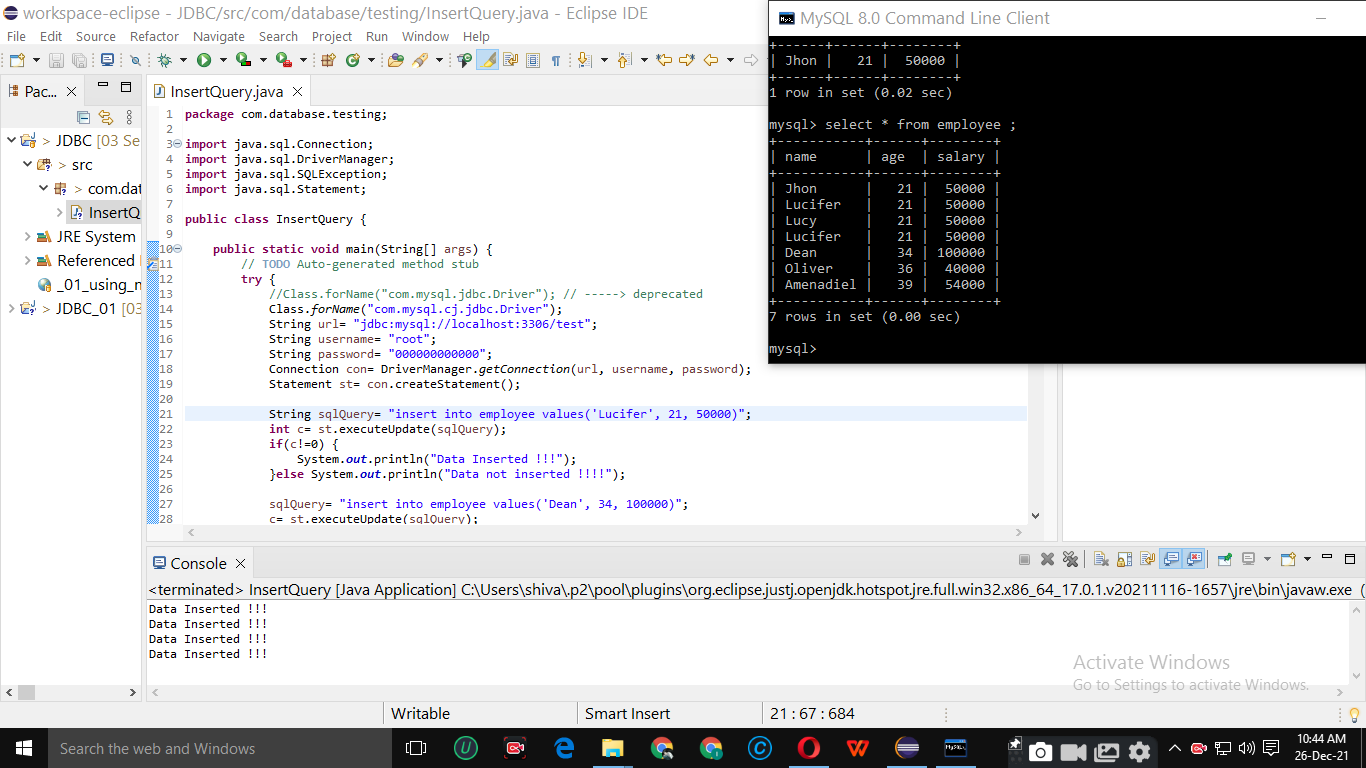 workspace-eclipse - JDBC/src/com/database/testing/InsertQuery.java - Eclipse IDE
File Edit Source Refactor Navigate Search Project Run Window Help
Pac...
> JDBC [03 Se
> src
> com.dat
InsertQ
JRE System
Referenced
_01_using_m
> JDBC_01 [03
InsertQuery.java
1 package com.database.testing;
2
3 import java.sql.Connection;
4 import java.sql.DriverManager;
5 import java.sql.SQLException;
6 import java.sql.Statement;
7
8 public class InsertQuery {
9
10 public static void main(String[] args) {
11 // TODO Auto-generated method stub
12 try {
13 //Class.forName("com.mysql.jdbc.Driver"); // -----> deprecated
14 Class.forName("com.mysql.cj.jdbc.Driver");
15 String url= "jdbc:mysql://localhost:3306/test";
16 String username= "root";
17 String password= "000000000000";
18 Connection con= DriverManager.getConnection(url, username, password);
19 Statement st= con.createStatement();
20
21 String sqlQuery= "insert into employee values('Lucifer', 21, 50000)";
22 int c= st.executeUpdate(sqlQuery);
23 if(c!=0) {
24 System.out.println("Data Inserted !!!");
25 }else System.out.println("Data not inserted !!!!");
26
27 sqlQuery= "insert into employee values('Dean', 34, 100000)";
28 c= st.executeUpdate(sqlQuery);
MySQL 8.0 Command Line Client
+------+------+--------+
| Jhon | 21 | 50000 |
+------+------+--------+
1 row in set (0.02 sec)
mysql> select * from employee ;
+-----------+------+--------+
| name | age | salary |
+-----------+------+--------+
| Jhon | 21 | 50000 |
| Lucifer | 21 | 50000 |
| Lucy | 21 | 50000 |
| Lucifer | 21 | 50000 |
| Dean | 34 | 100000 |
| Oliver | 36 | 40000 |
| Amenadiel | 39 | 54000 |
+-----------+------+--------+
7 rows in set (0.00 sec)
mysql>
Console
<terminated> InsertQuery [Java Application] C:\Users\shiva\.p2\pool\plugins\org.eclipse.justj.openjdk.hotspot.jre.full.win32.x86_64_17.0.1.v20211116-1657\jre\bin\javaw.exe (
Data Inserted !!!
Data Inserted !!!
Data Inserted !!!
Data Inserted !!!
Activate Windows
Go to Settings to activate Windows.
Writable Smart Insert 21 : 67 : 684
Search the web and Windows
10:44 AM
26-Dec-21